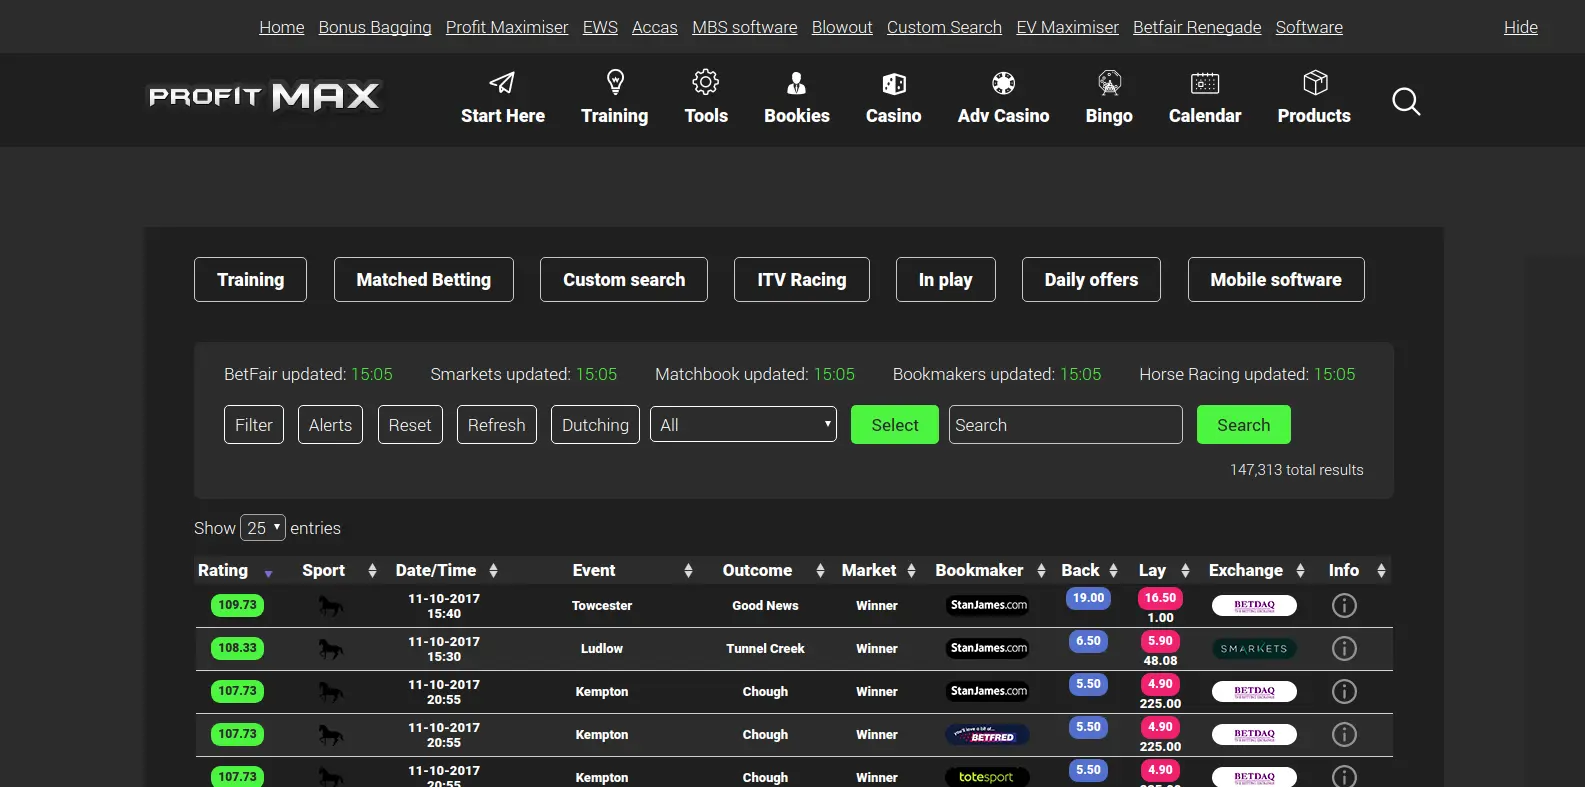 Home Bonus Bagging Profit Maximiser EWS Accas MBS software Blowout Custom Search EV Maximiser Betfair Renegade Software Hide
PROFIT MAX
Start Here Training Tools Bookies Casino Adv Casino Bingo Calendar Products
Training Matched Betting Custom search ITV Racing In play Daily offers Mobile software
BetFair updated: 15:05 Smarkets updated: 15:05 Matchbook updated: 15:05 Bookmakers updated: 15:05 Horse Racing updated: 15:05
Filter Alerts Reset Refresh Dutching All Select Search Search
147,313 total results
Show 25 entries
Rating Sport Date/Time Event Outcome Market Bookmaker Back Lay Exchange Info
109.73 11-10-2017 15:40 Towcester Good News Winner StanJames.com 19.00 16.50 1.00 BETDAQ
108.33 11-10-2017 15:30 Ludlow Tunnel Creek Winner StanJames.com 6.50 5.90 48.08 SMARKETS
107.73 11-10-2017 20:55 Kempton Chough Winner StanJames.com 5.50 4.90 225.00 BETDAQ
107.73 11-10-2017 20:55 Kempton Chough Winner BETFRED 5.50 4.90 225.00 BETDAQ
107.73 11-10-2017 20:55 Kempton Chough Winner totesport 5.50 4.90 BETDAQ